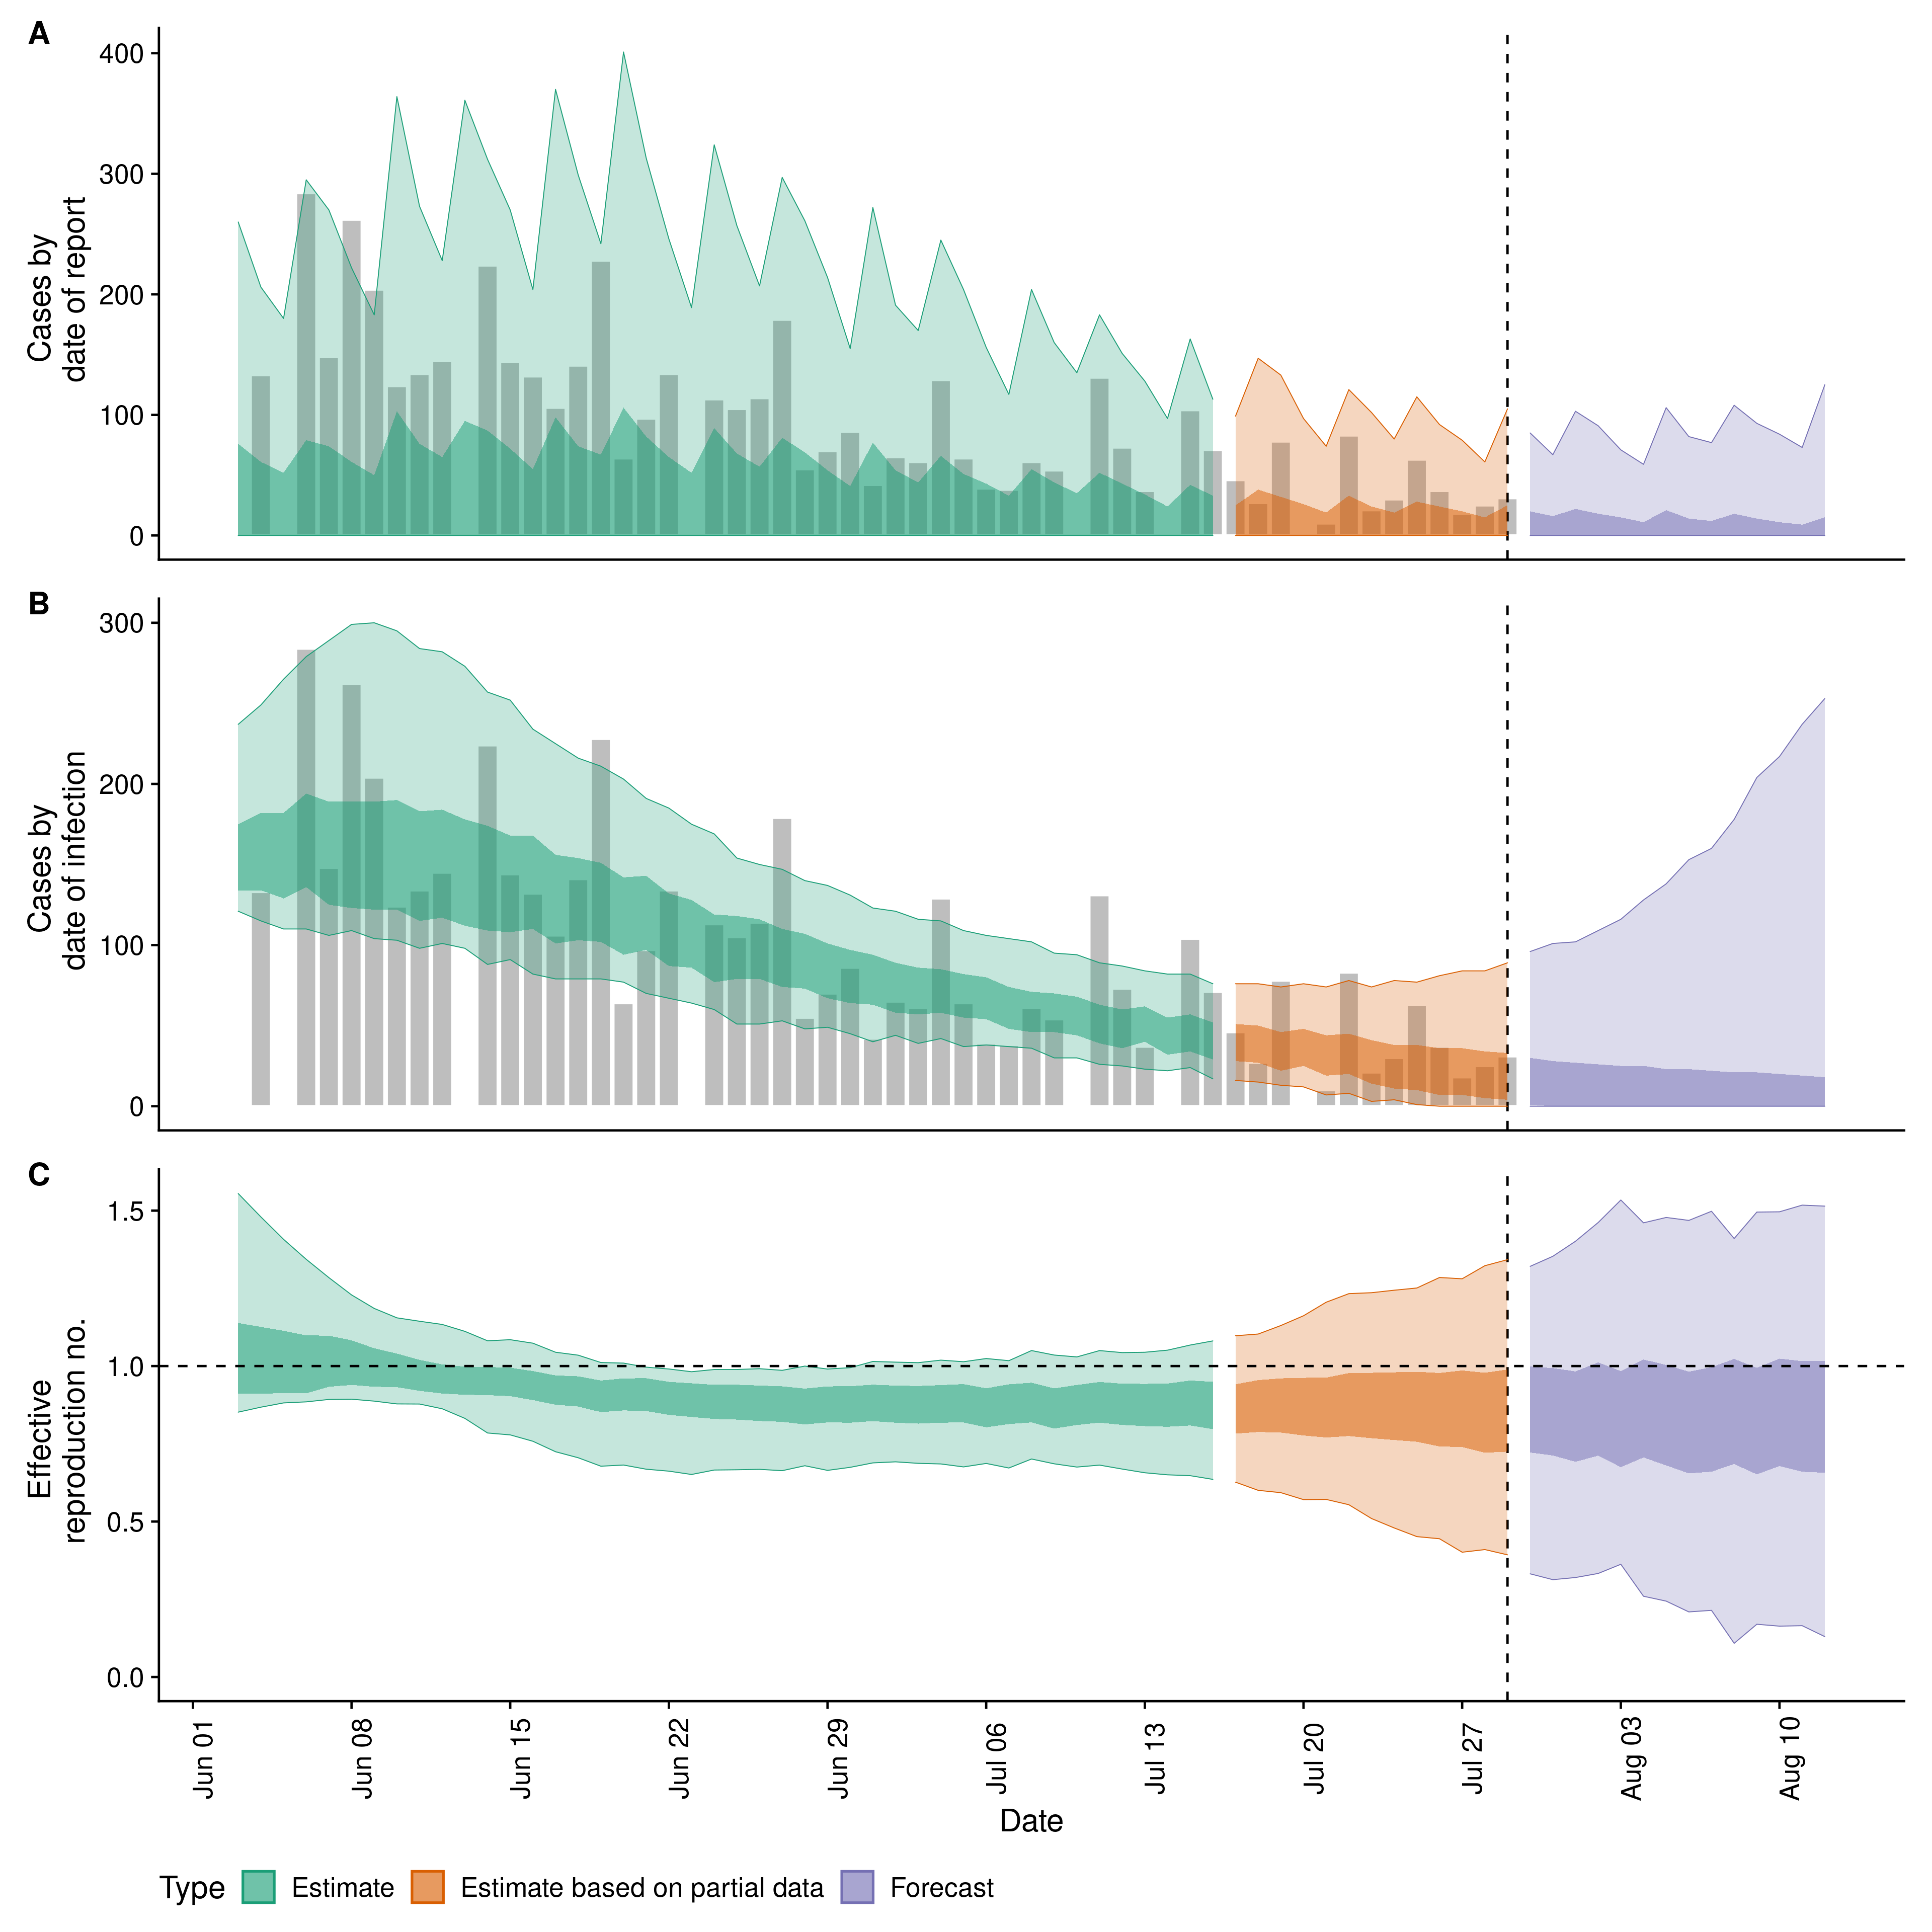 A
400
300
200
100
0
Cases by
date of report
B
300
200
100
0
Cases by
date of infection
C
1.5
1.0
0.5
0.0
Effective
reproduction no.
Jun 01
Jun 08
Jun 15
Jun 22
Jun 29
Jul 06
Jul 13
Jul 20
Jul 27
Aug 03
Aug 10
Date
Type Estimate Estimate based on partial data Forecast